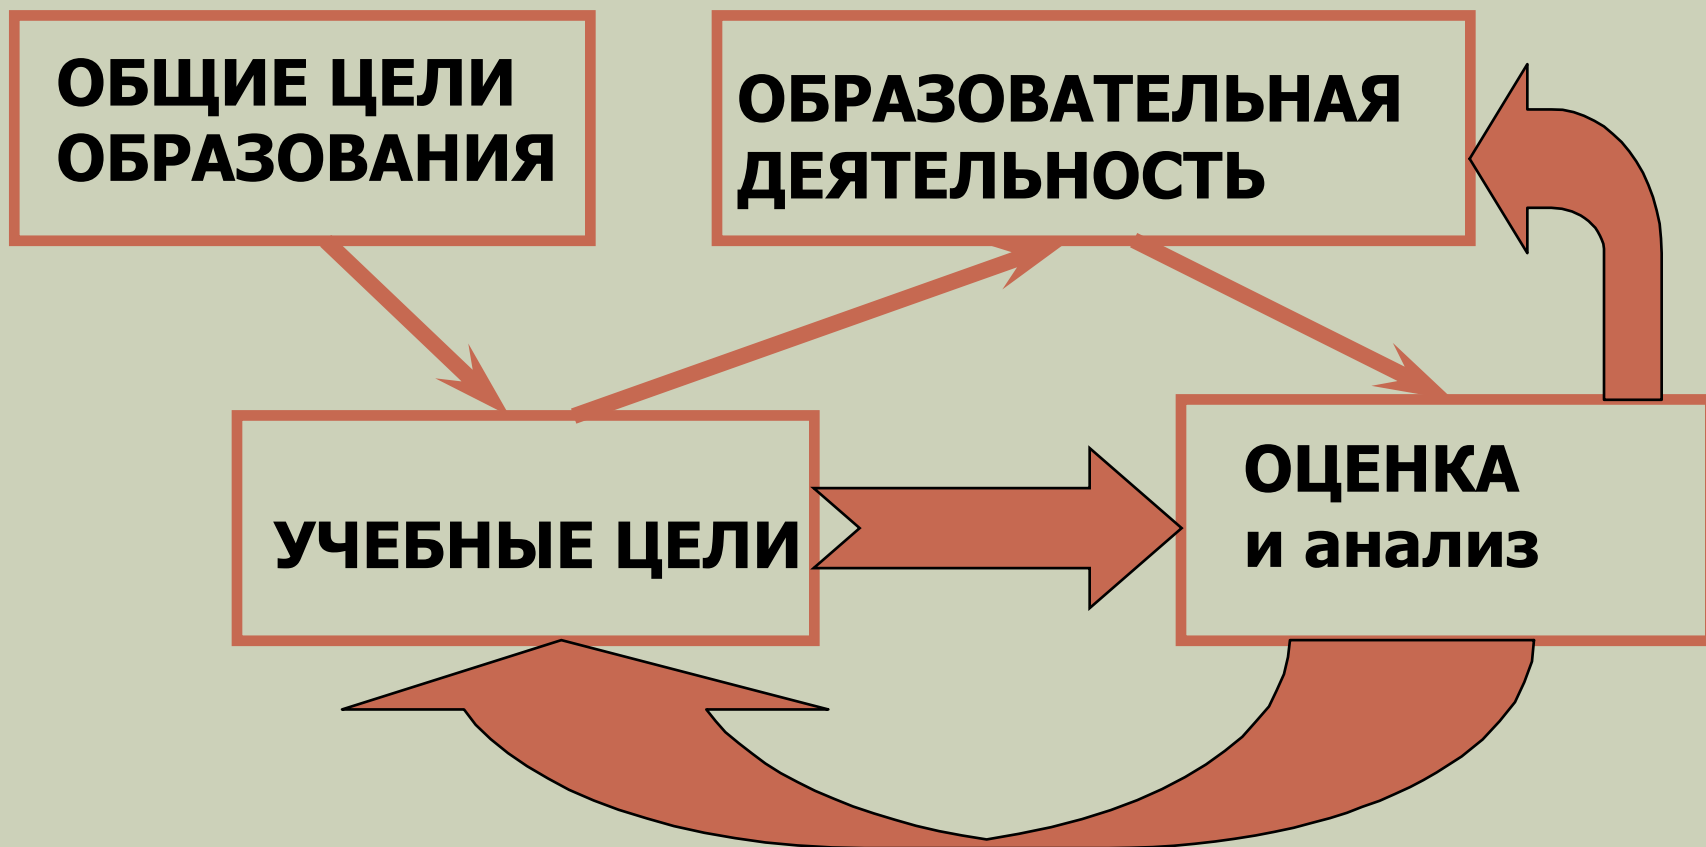 ОБЩИЕ ЦЕЛИ
ОБРАЗОВАНИЯ
ОБРАЗОВАТЕЛЬНАЯ
ДЕЯТЕЛЬНОСТЬ
УЧЕБНЫЕ ЦЕЛИ
ОЦЕНКА
и анализ